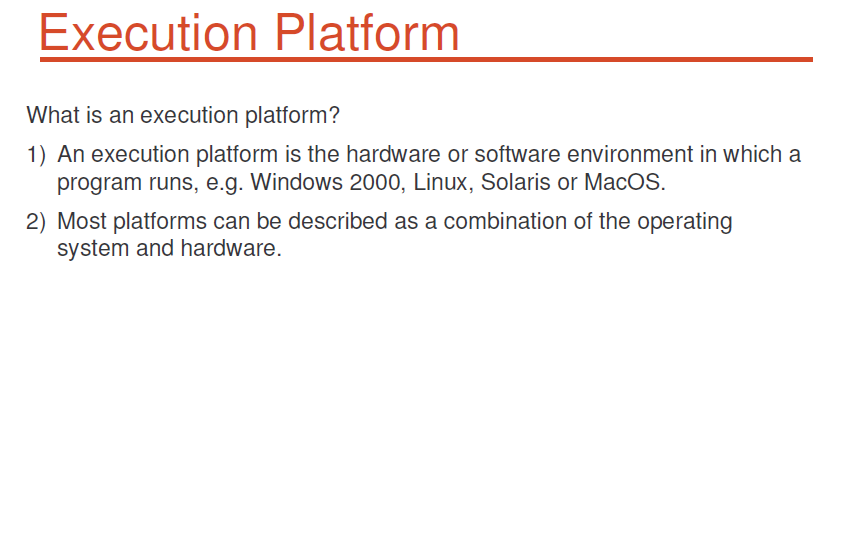 Execution Platform
What is an execution platform?
1) An execution platform is the hardware or software environment in which a
program runs, e.g. Windows 2000, Linux, Solaris or MacOS.
2) Most platforms can be described as a combination of the operating
system and hardware.